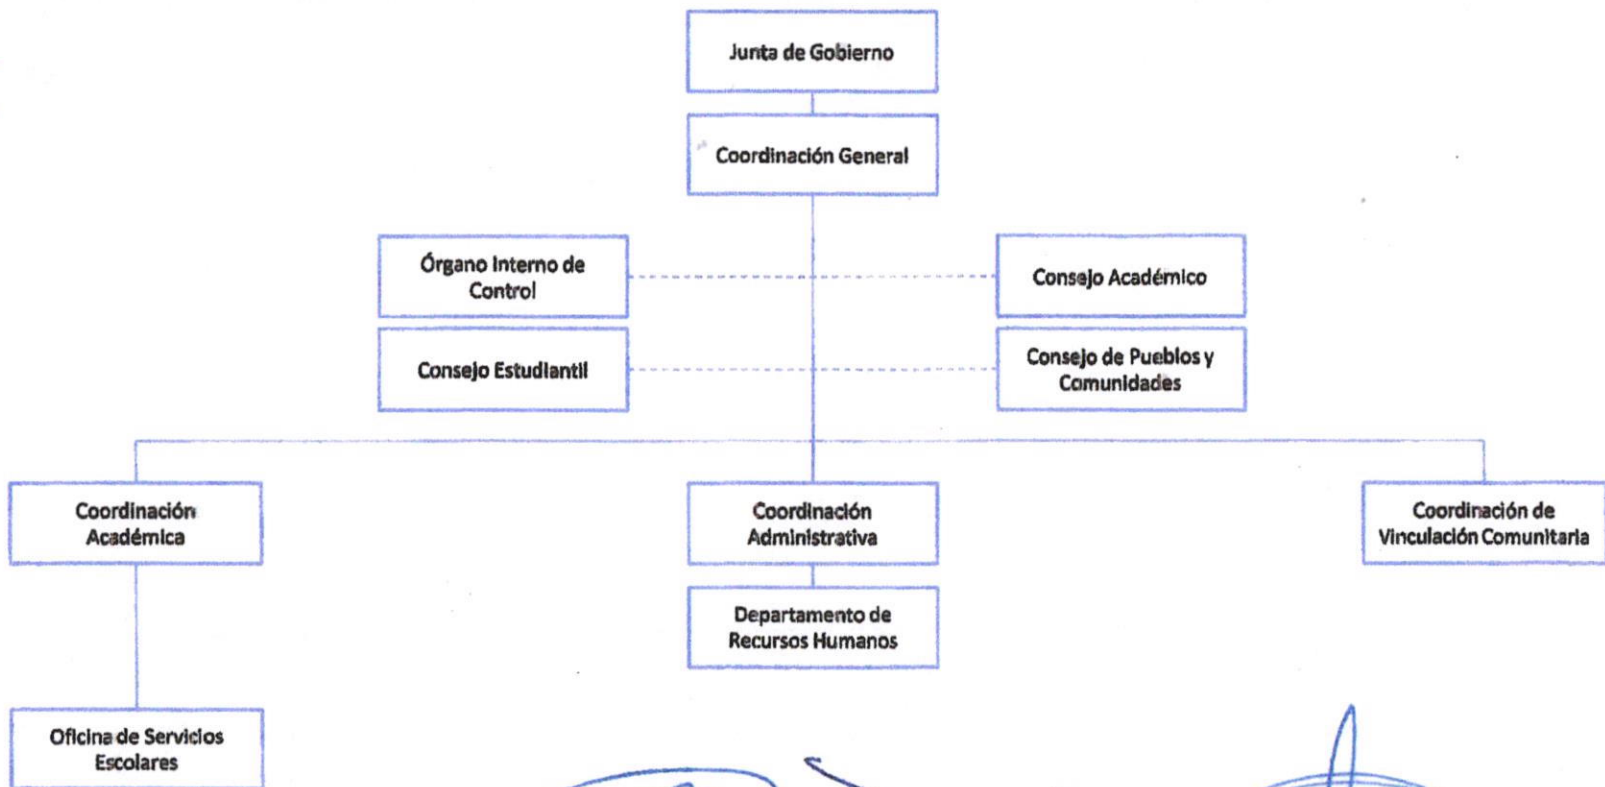 Junta de Gobierno
Coordinación General
Órgano Interno de
Control
Consejo Académico
Consejo Estudiantil
Consejo de Pueblos y
Comunidades
Coordinación
Académica
Coordinación
Administrativa
Coordinación de
Vinculación Comunitaria
Departamento de
Recursos Humanos
Oficina de Servicios
Escolares